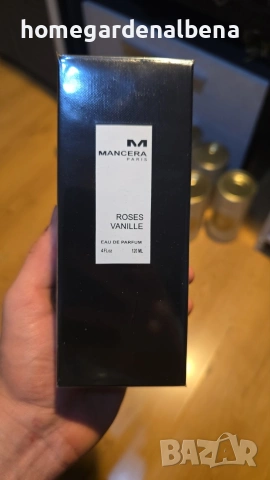 homegardenalbena
M
MANCERA
PARIS
ROSES
VANILLE
EAU DE PARFUM
4 Fl.oz 120 ML
BAZAR